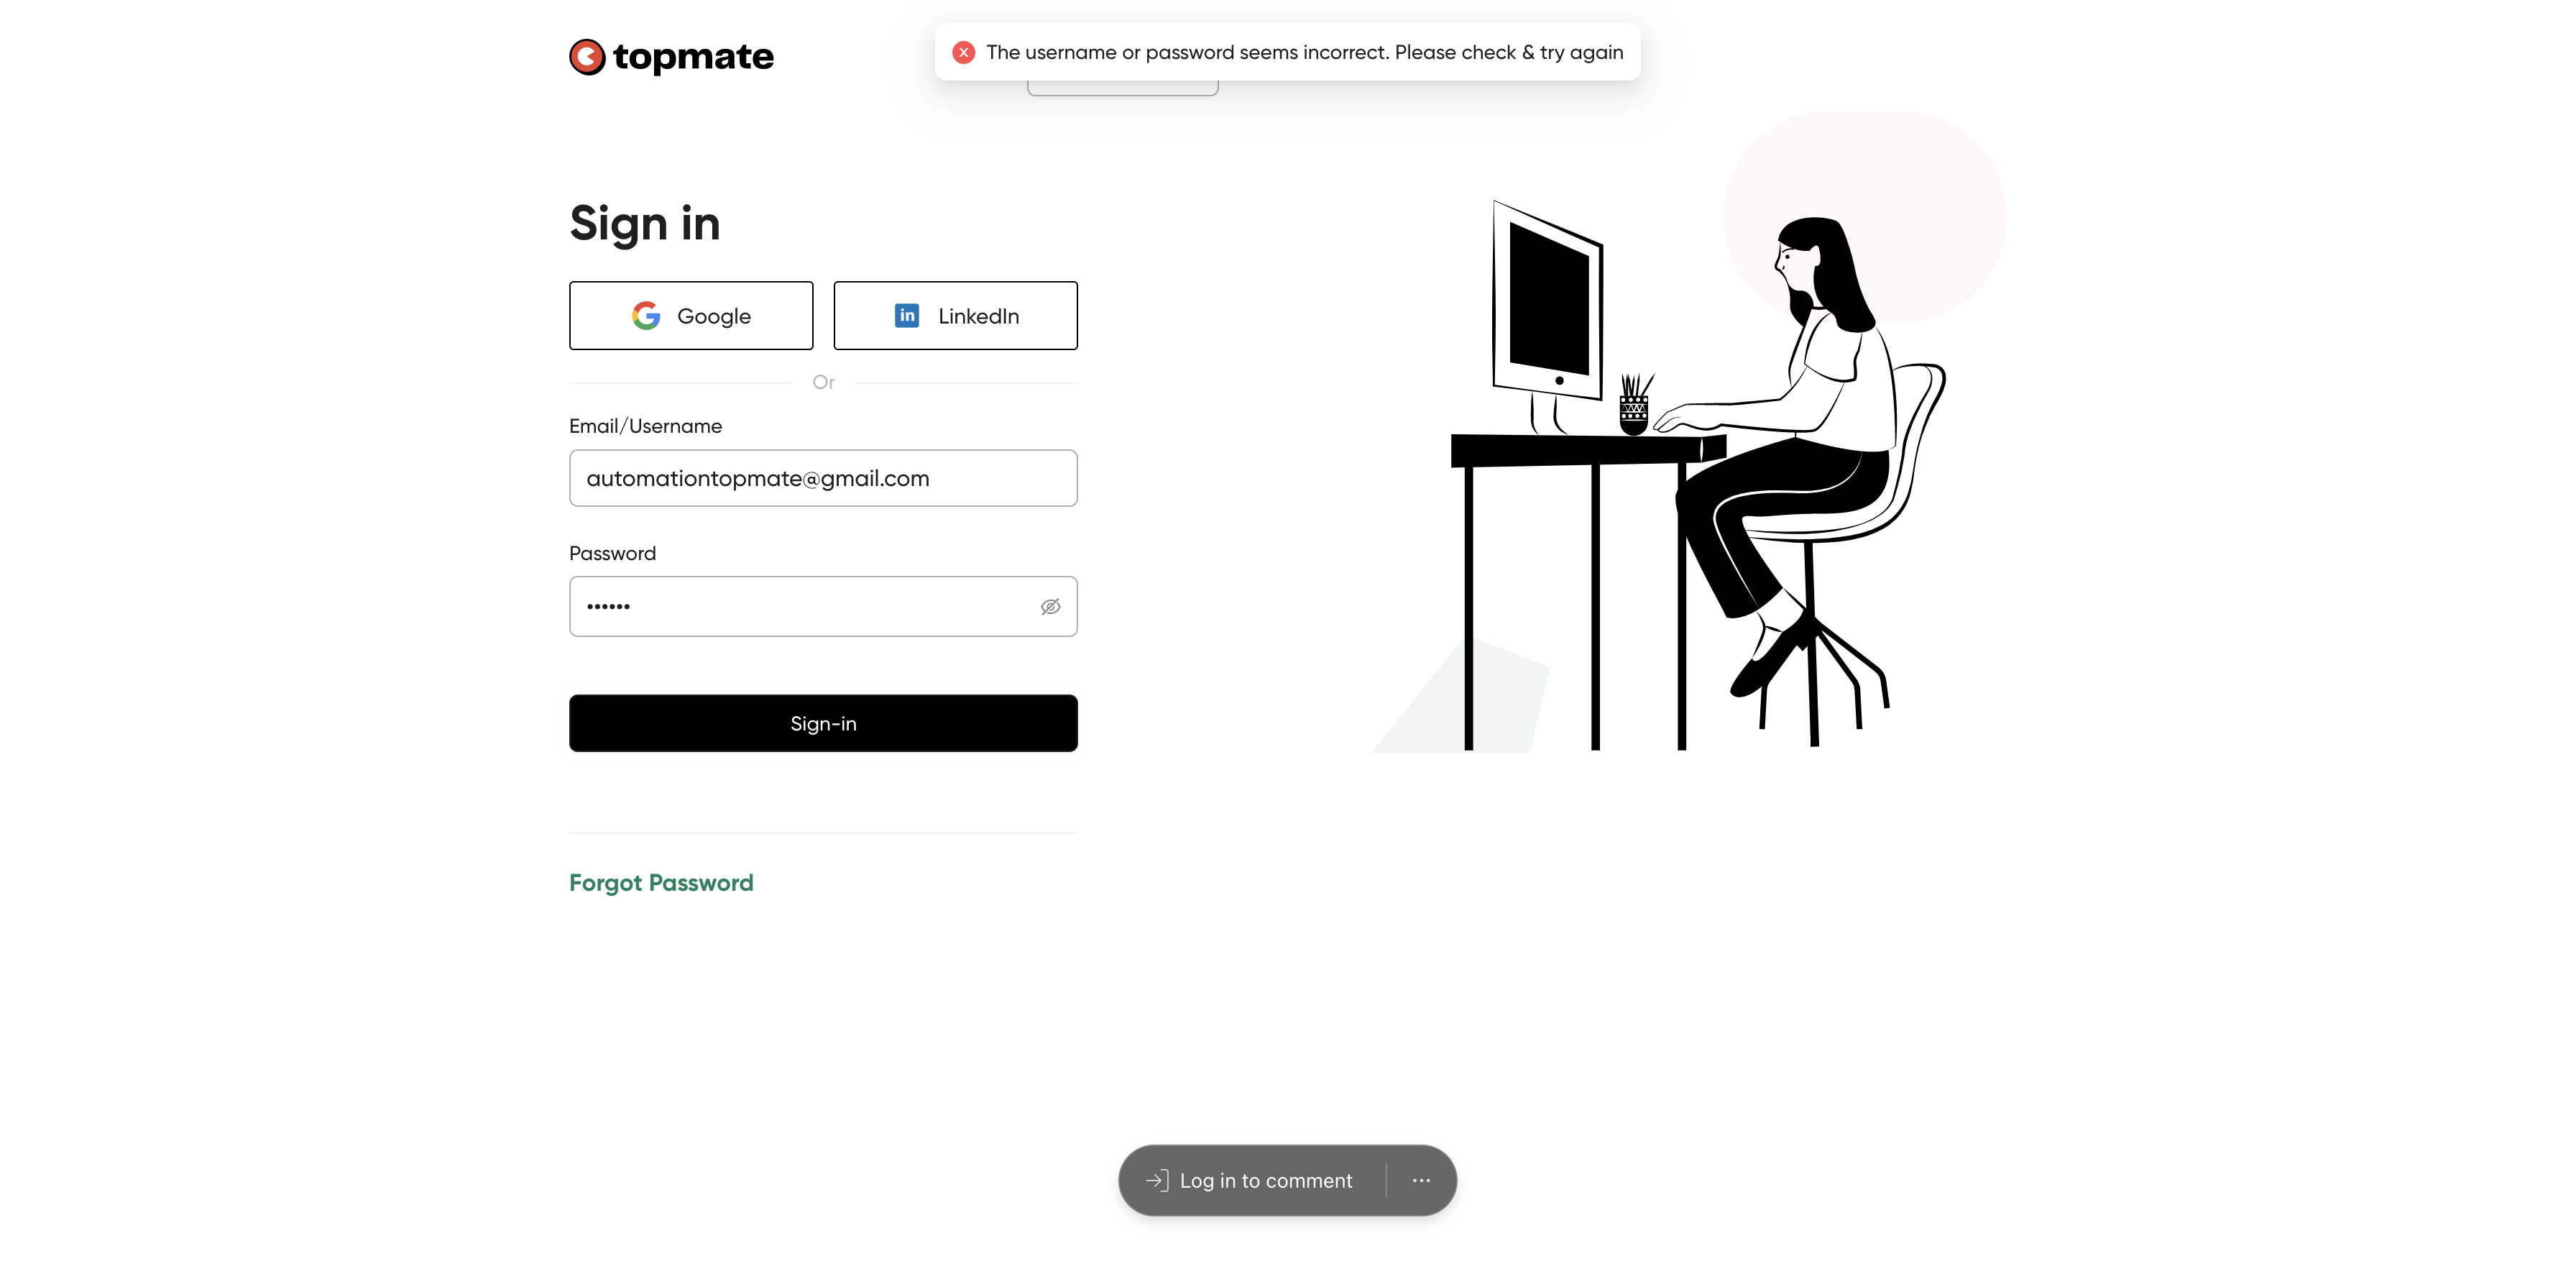 topmate
The username or password seems incorrect. Please check & try again
Sign in
Google
LinkedIn
Or
Email/Username
automationtopmate@gmail.com
Password
••••••
Sign-in
Forgot Password
Log in to comment